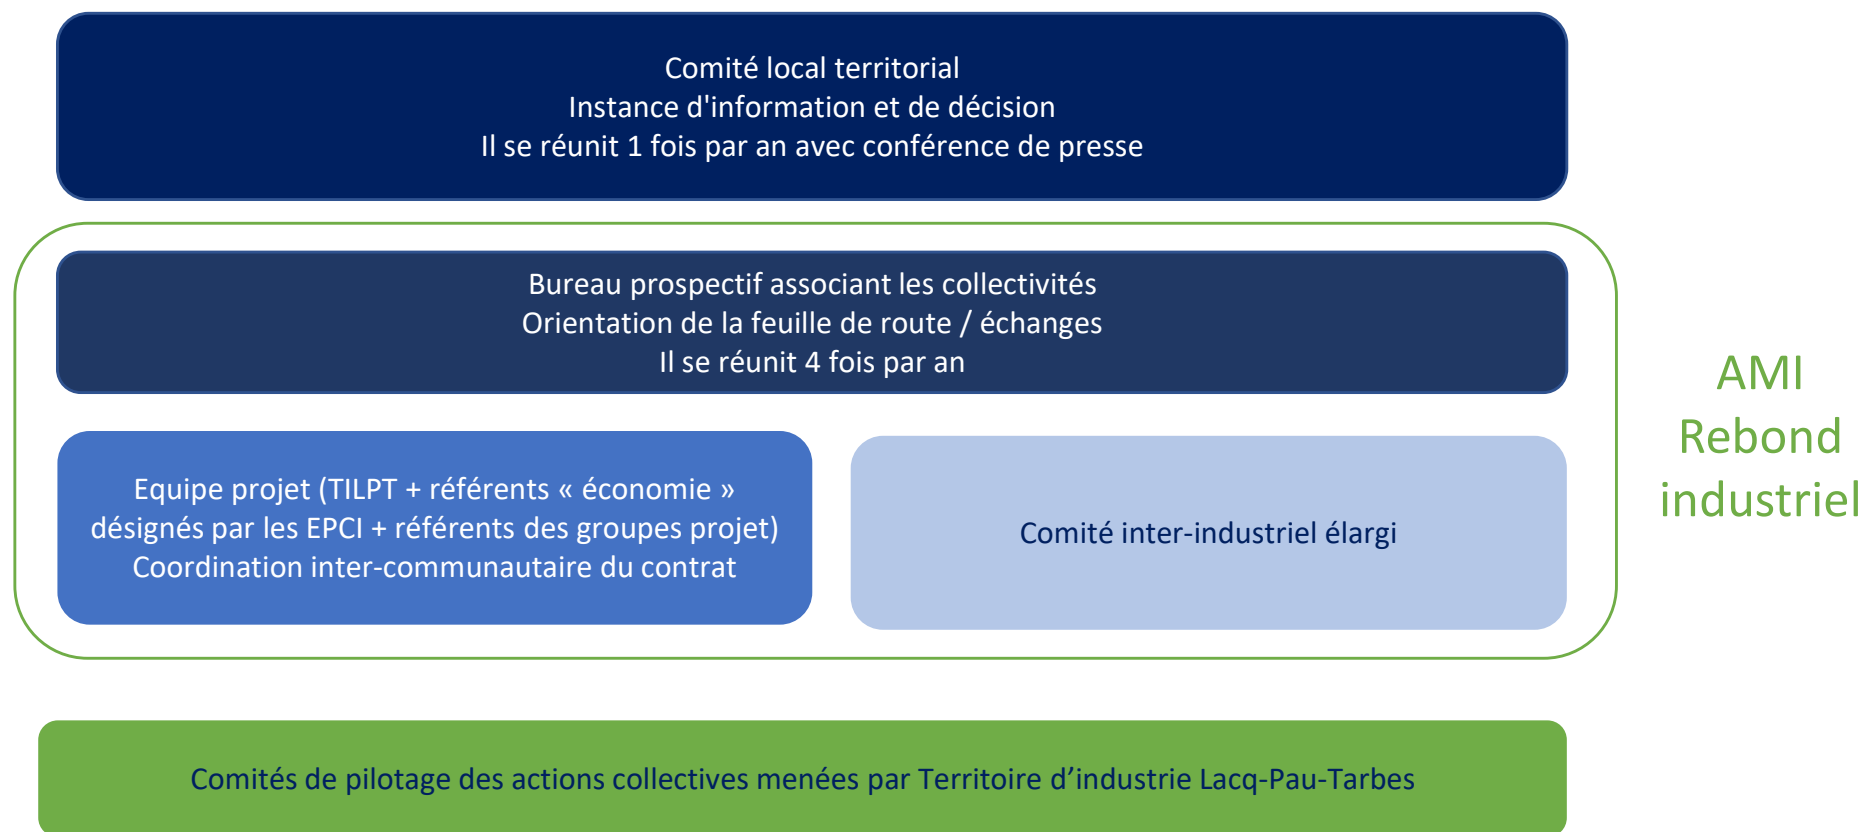 Comité local territorial
Instance d'information et de décision
Il se réunit 1 fois par an avec conférence de presse
Bureau prospectif associant les collectivités
Orientation de la feuille de route / échanges
Il se réunit 4 fois par an
Equipe projet (TILPT + référents « économie »
désignés par les EPCI + référents des groupes projet)
Coordination inter-communautaire du contrat
Comité inter-industriel élargi
AMI
Rebond
industriel
Comités de pilotage des actions collectives menées par Territoire d’industrie Lacq-Pau-Tarbes